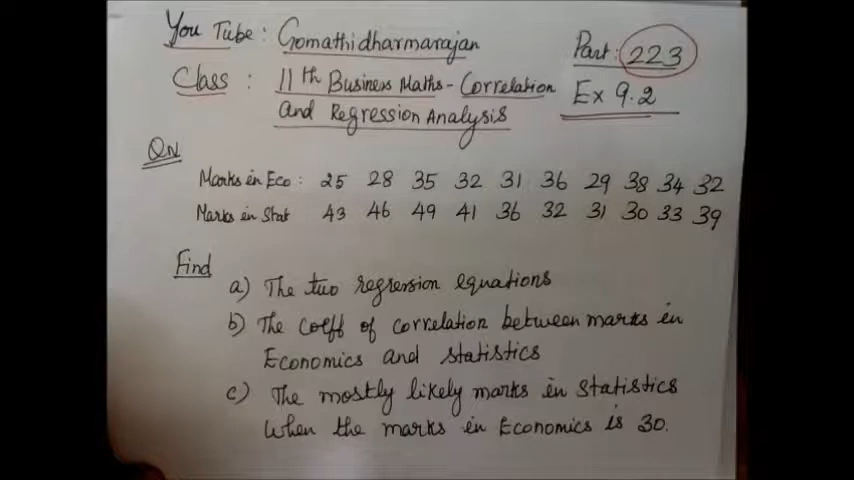 You Tube : Gomathidharmarajan
Part: 223
Class : 11th Business Maths - Correlation
and Regression Analysis
Ex 9.2
QN
Marks in Eco : 25 28 35 32 31 36 29 38 34 32
Marks in Stat 43 46 49 41 36 32 31 30 33 39
Find
a) The two regression equations
b) The coeff of correlation between marks in
Economics and statistics
c) The mostly likely marks in statistics
When the marks in Economics is 30.